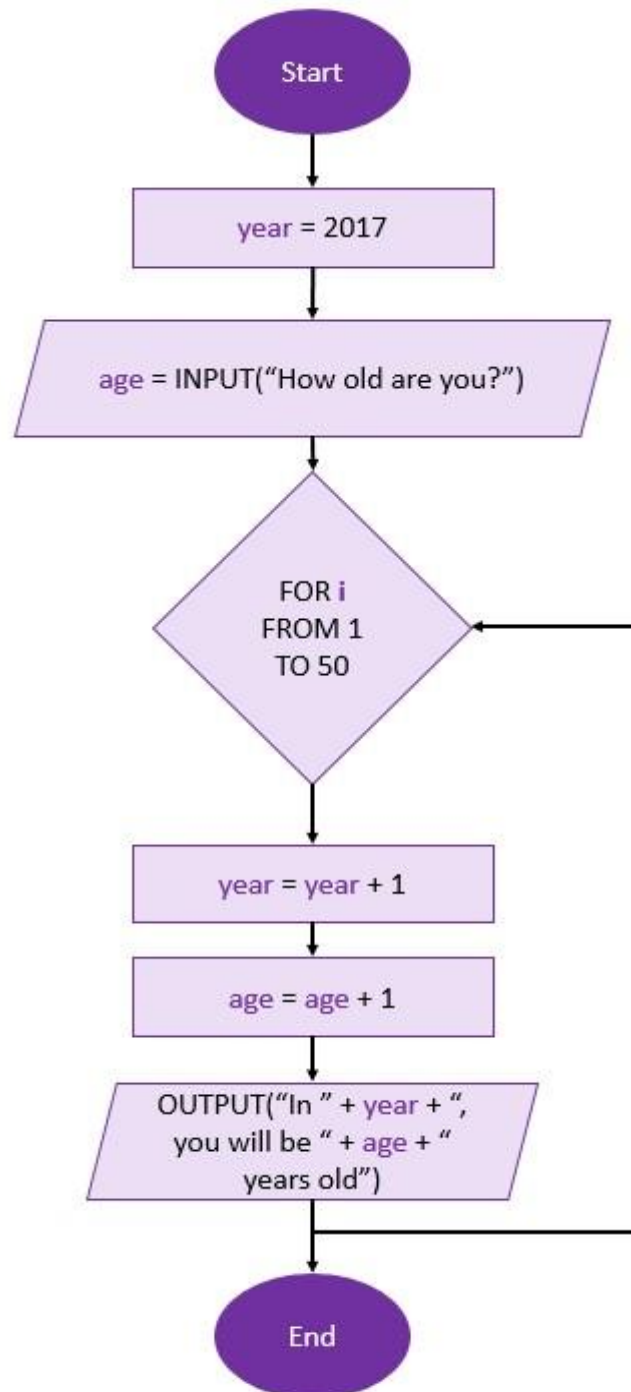 Start
year = 2017
age = INPUT(“How old are you?”)
FOR i
FROM 1
TO 50
year = year + 1
age = age + 1
OUTPUT(“In ” + year + “,
you will be “ + age + “
years old”)
End